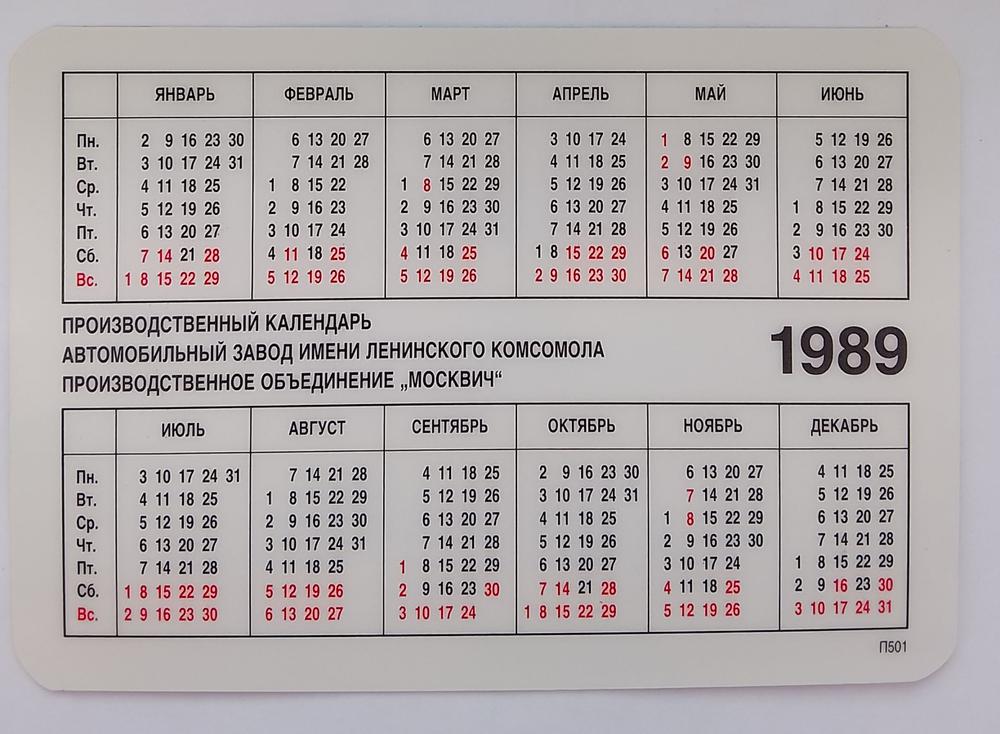 ЯНВАРЬ ФЕВРАЛЬ МАРТ АПРЕЛЬ МАЙ ИЮНЬ
Пн. 2 9 16 23 30 6 13 20 27 6 13 20 27 3 10 17 24 1 8 15 22 29 5 12 19 26
Вт. 3 10 17 24 31 7 14 21 28 7 14 21 28 4 11 18 25 2 9 16 23 30 6 13 20 27
Ср. 4 11 18 25 1 8 15 22 1 8 15 22 29 5 12 19 26 3 10 17 24 31 7 14 21 28
Чт. 5 12 19 26 2 9 16 23 2 9 16 23 30 6 13 20 27 4 11 18 25 1 8 15 22 29
Пт. 6 13 20 27 3 10 17 24 3 10 17 24 31 7 14 21 28 5 12 19 26 2 9 16 23 30
Сб. 7 14 21 28 4 11 18 25 4 11 18 25 1 8 15 22 29 6 13 20 27 3 10 17 24
Вс. 1 8 15 22 29 5 12 19 26 5 12 19 26 2 9 16 23 30 7 14 21 28 4 11 18 25
ПРОИЗВОДСТВЕННЫЙ КАЛЕНДАРЬ
АВТОМОБИЛЬНЫЙ ЗАВОД ИМЕНИ ЛЕНИНСКОГО КОМСОМОЛА
ПРОИЗВОДСТВЕННОЕ ОБЪЕДИНЕНИЕ „МОСКВИЧ“
1989
ИЮЛЬ АВГУСТ СЕНТЯБРЬ ОКТЯБРЬ НОЯБРЬ ДЕКАБРЬ
Пн. 3 10 17 24 31 7 14 21 28 4 11 18 25 2 9 16 23 30 6 13 20 27 4 11 18 25
Вт. 4 11 18 25 1 8 15 22 29 5 12 19 26 3 10 17 24 31 7 14 21 28 5 12 19 26
Ср. 5 12 19 26 2 9 16 23 30 6 13 20 27 4 11 18 25 1 8 15 22 29 6 13 20 27
Чт. 6 13 20 27 3 10 17 24 31 7 14 21 28 5 12 19 26 2 9 16 23 30 7 14 21 28
Пт. 7 14 21 28 4 11 18 25 1 8 15 22 29 6 13 20 27 3 10 17 24 1 8 15 22 29
Сб. 1 8 15 22 29 5 12 19 26 2 9 16 23 30 7 14 21 28 4 11 18 25 2 9 16 23 30
Вс. 2 9 16 23 30 6 13 20 27 3 10 17 24 1 8 15 22 29 5 12 19 26 3 10 17 24 31
П501